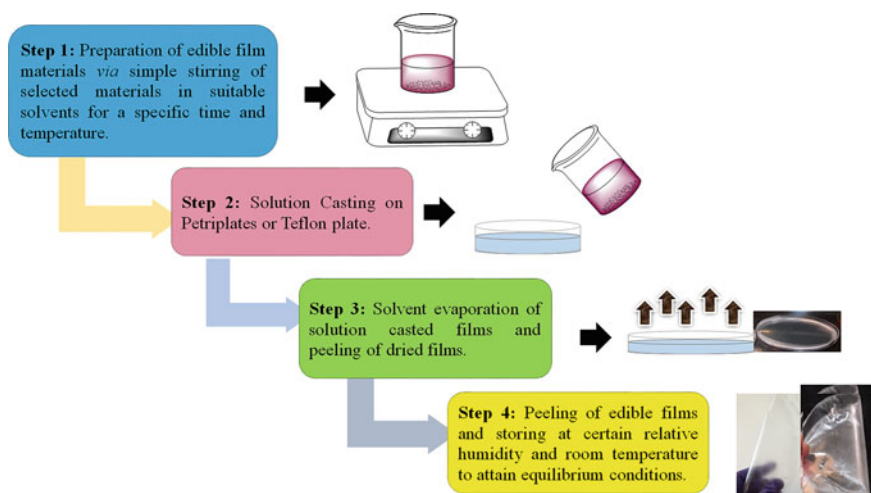 Step 1: Preparation of edible film
materials via simple stirring of
selected materials in suitable
solvents for a specific time and
temperature.
Step 2: Solution Casting on
Petriplates or Teflon plate.
Step 3: Solvent evaporation of
solution casted films and
peeling of dried films.
Step 4: Peeling of edible films
and storing at certain relative
humidity and room temperature
to attain equilibrium conditions.